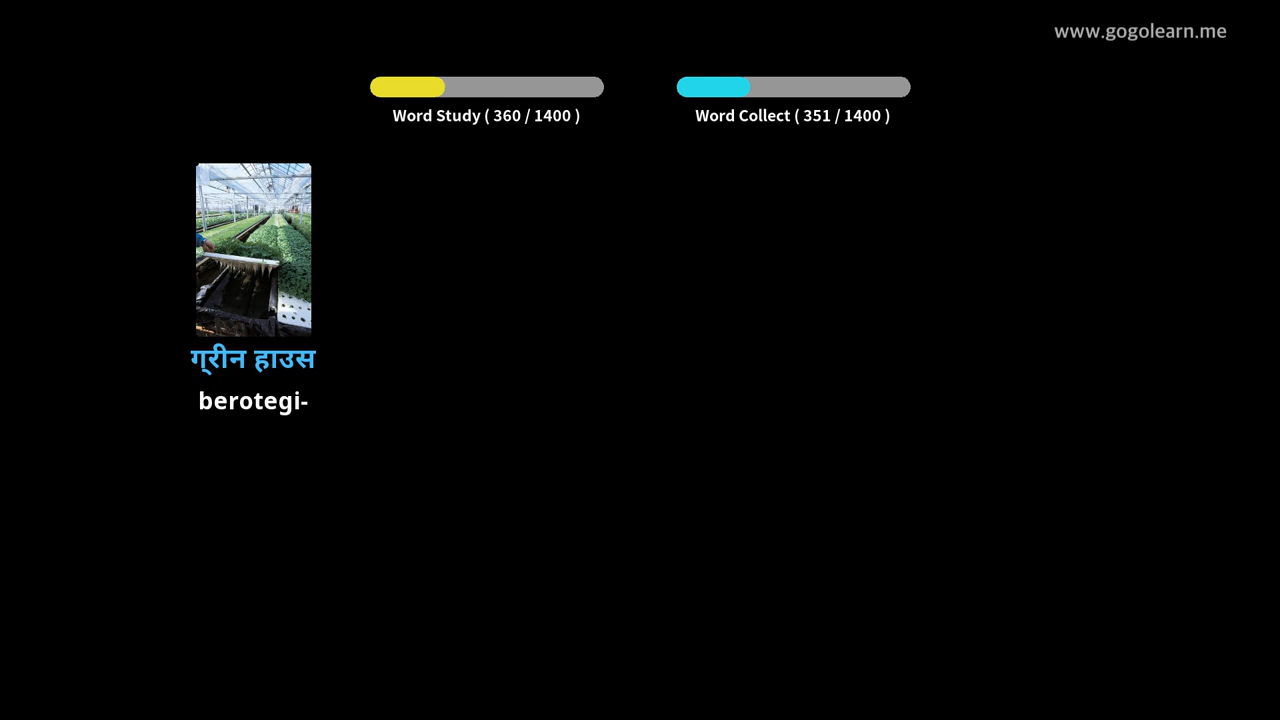 www.gogolearn.me
Word Study ( 360 / 1400 )
Word Collect ( 351 / 1400 )
ग्रीन हाउस
berotegi-